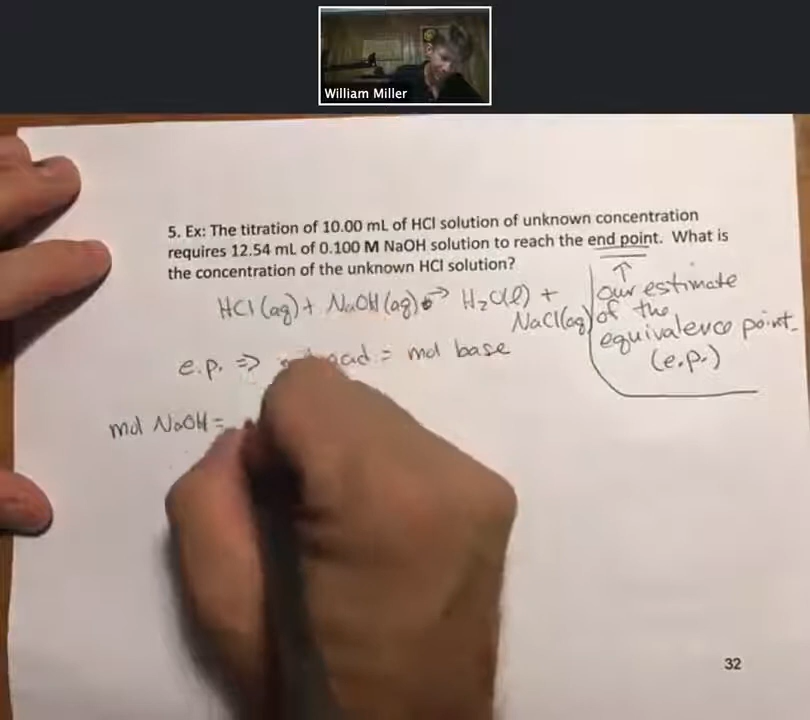 William Miller
5. Ex: The titration of 10.00 mL of HCl solution of unknown concentration
requires 12.54 mL of 0.100 M NaOH solution to reach the end point. What is
the concentration of the unknown HCl solution?
HCl(aq) + NaOH(aq) → H₂O(l) +
NaCl(aq)
↑
our estimate
of the
equivalence point
(e.p.)
e.p. ⇒ = mol base
mol NaOH =
32